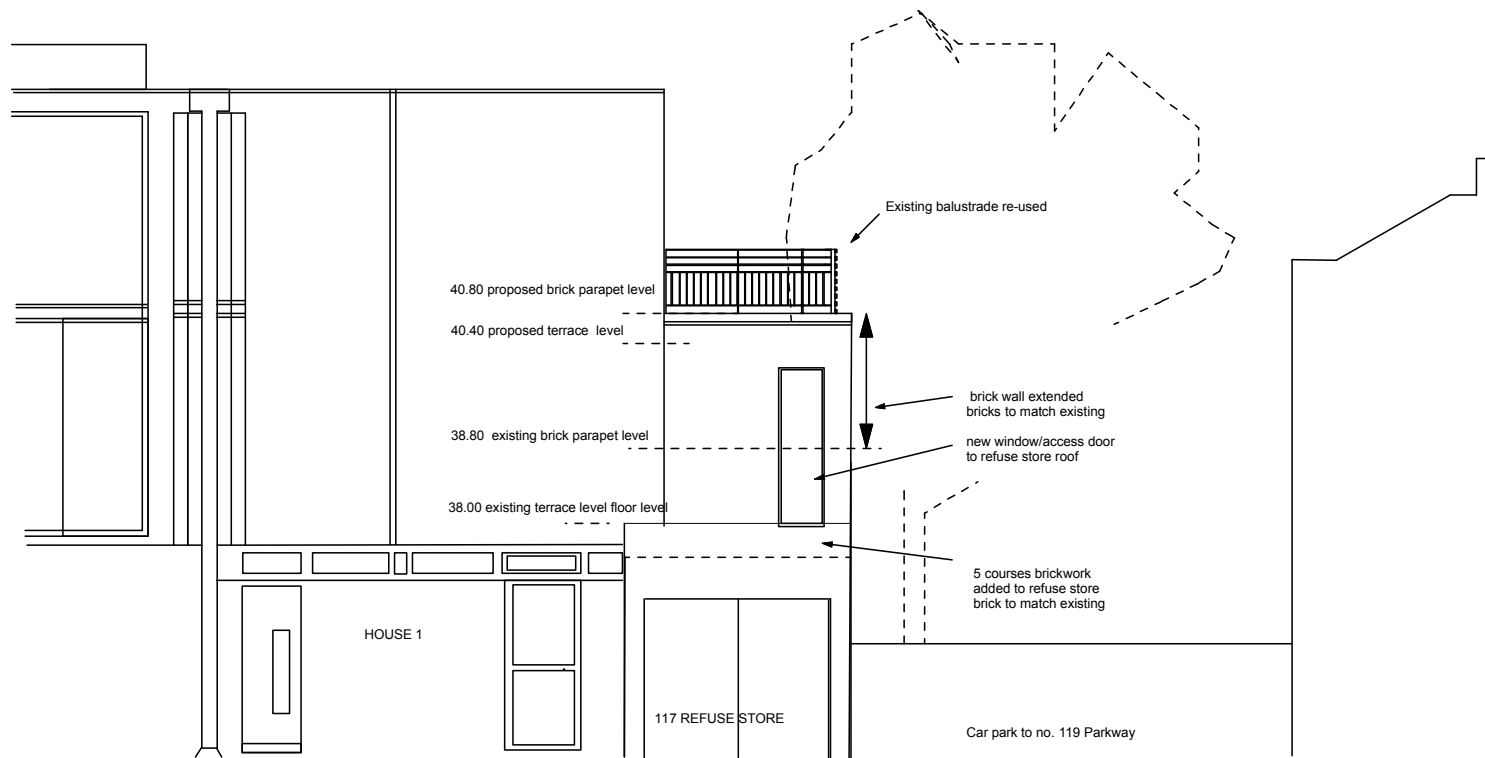 Existing balustrade re-used
40.80 proposed brick parapet level
40.40 proposed terrace level
brick wall extended
bricks to match existing
38.80 existing brick parapet level
new window/access door
to refuse store roof
38.00 existing terrace level floor level
5 courses brickwork
added to refuse store
brick to match existing
HOUSE 1
117 REFUSE STORE
Car park to no. 119 Parkway